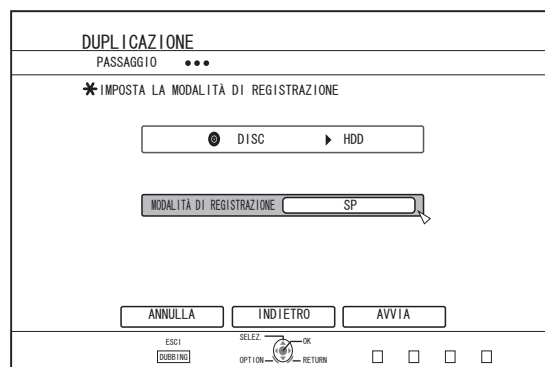 DUPLICAZIONE
PASSAGGIO
IMPOSTA LA MODALITÀ DI REGISTRAZIONE
DISC HDD
MODALITÀ DI REGISTRAZIONE SP
ANNULLA INDIETRO AVVIA
ESCI
DUBBING
SELEZ. OK
OPTION RETURN